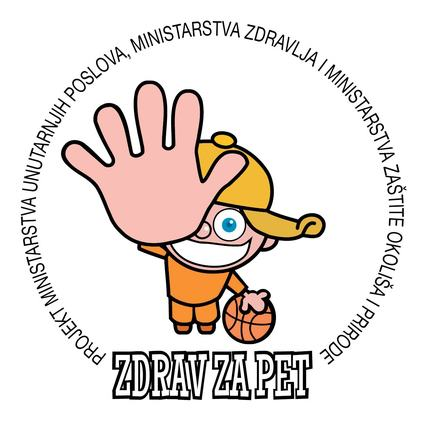 PROJEKT MINISTARSTVA UNUTARNJIH POSLOVA, MINISTARSTVA ZDRAVLJA I MINISTARSTVA ZAŠTITE OKOLIŠA I PRIRODE
ZDRAV ZA PET